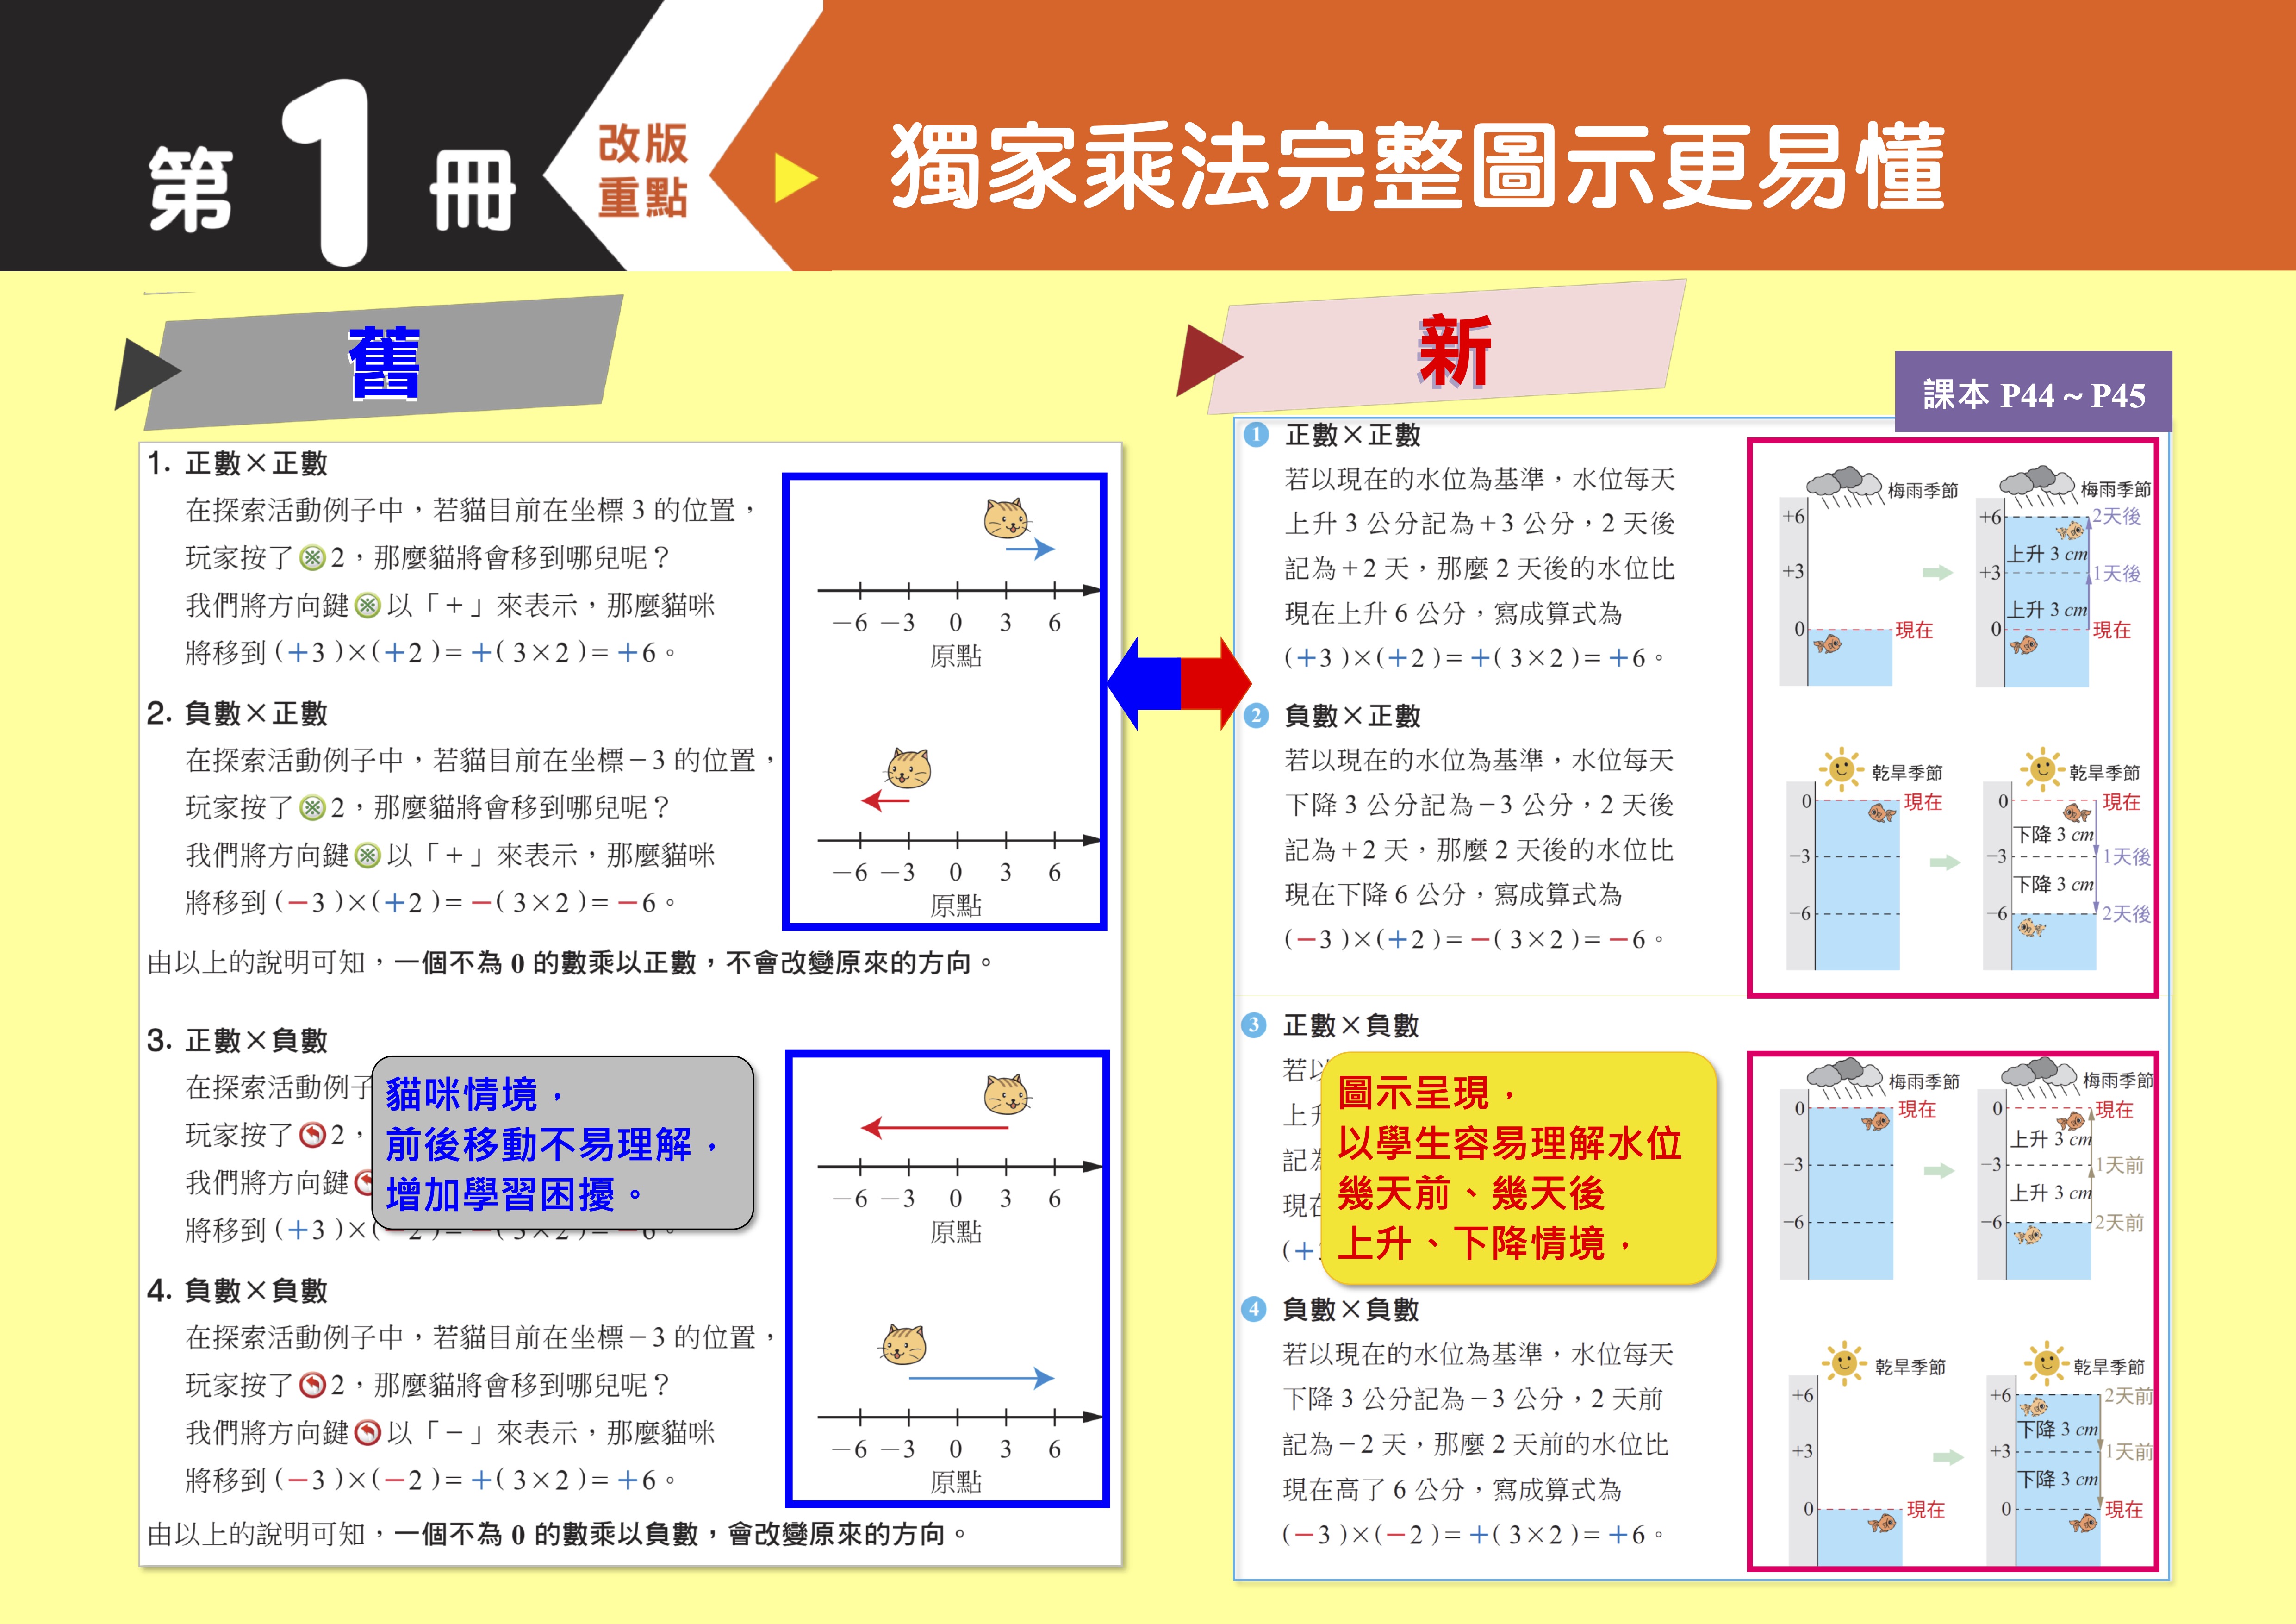 第1冊
改版
重點
獨家乘法完整圖示更易懂
舊
1. 正數×正數
在探索活動例子中，若貓目前在坐標 3 的位置，
玩家按了※2，那麼貓將會移到哪兒呢？
我們將方向鍵※以「+」來表示，那麼貓咪
將移到(+3)×(+2)=+(3×2)=+6。
-6 -3 0 3 6
原點
2. 負數×正數
在探索活動例子中，若貓目前在坐標-3 的位置，
玩家按了※2，那麼貓將會移到哪兒呢？
我們將方向鍵※以「+」來表示，那麼貓咪
將移到(-3)×(+2)=-(3×2)=-6。
-6 -3 0 3 6
原點
由以上的說明可知，一個不為 0 的數乘以正數，不會改變原來的方向。
3. 正數×負數
在探索活動例子
玩家按了2，
我們將方向鍵
將移到(+3)×(-2)=-(3×2)=-6。
貓咪情境，
前後移動不易理解，
增加學習困擾。
-6 -3 0 3 6
原點
4. 負數×負數
在探索活動例子中，若貓目前在坐標-3 的位置，
玩家按了2，那麼貓將會移到哪兒呢？
我們將方向鍵以「-」來表示，那麼貓咪
將移到(-3)×(-2)=+(3×2)=+6。
-6 -3 0 3 6
原點
由以上的說明可知，一個不為 0 的數乘以負數，會改變原來的方向。
新
課本 P44～P45
1 正數×正數
若以現在的水位為基準，水位每天
上升 3 公分記為+3 公分，2 天後
記為+2 天，那麼 2 天後的水位比
現在上升 6 公分，寫成算式為
(+3)×(+2)=+(3×2)=+6。
梅雨季節
+6
+3
0 現在
梅雨季節
+6 2天後
上升 3 cm
+3 1天後
上升 3 cm
0 現在
2 負數×正數
若以現在的水位為基準，水位每天
下降 3 公分記為-3 公分，2 天後
記為+2 天，那麼 2 天後的水位比
現在下降 6 公分，寫成算式為
(-3)×(+2)=-(3×2)=-6。
乾旱季節
0 現在
-3
-6
乾旱季節
0 現在
下降 3 cm
-3 1天後
下降 3 cm
-6 2天後
3 正數×負數
若以
上升
記為
現在
(+3
圖示呈現，
以學生容易理解水位
幾天前、幾天後
上升、下降情境，
梅雨季節
0 現在
-3
-6
梅雨季節
0 現在
上升 3 cm
-3 1天前
上升 3 cm
-6 2天前
4 負數×負數
若以現在的水位為基準，水位每天
下降 3 公分記為-3 公分，2 天前
記為-2 天，那麼 2 天前的水位比
現在高了 6 公分，寫成算式為
(-3)×(-2)=+(3×2)=+6。
乾旱季節
+6
+3
0 現在
乾旱季節
+6 2天前
下降 3 cm
+3 1天前
下降 3 cm
0 現在